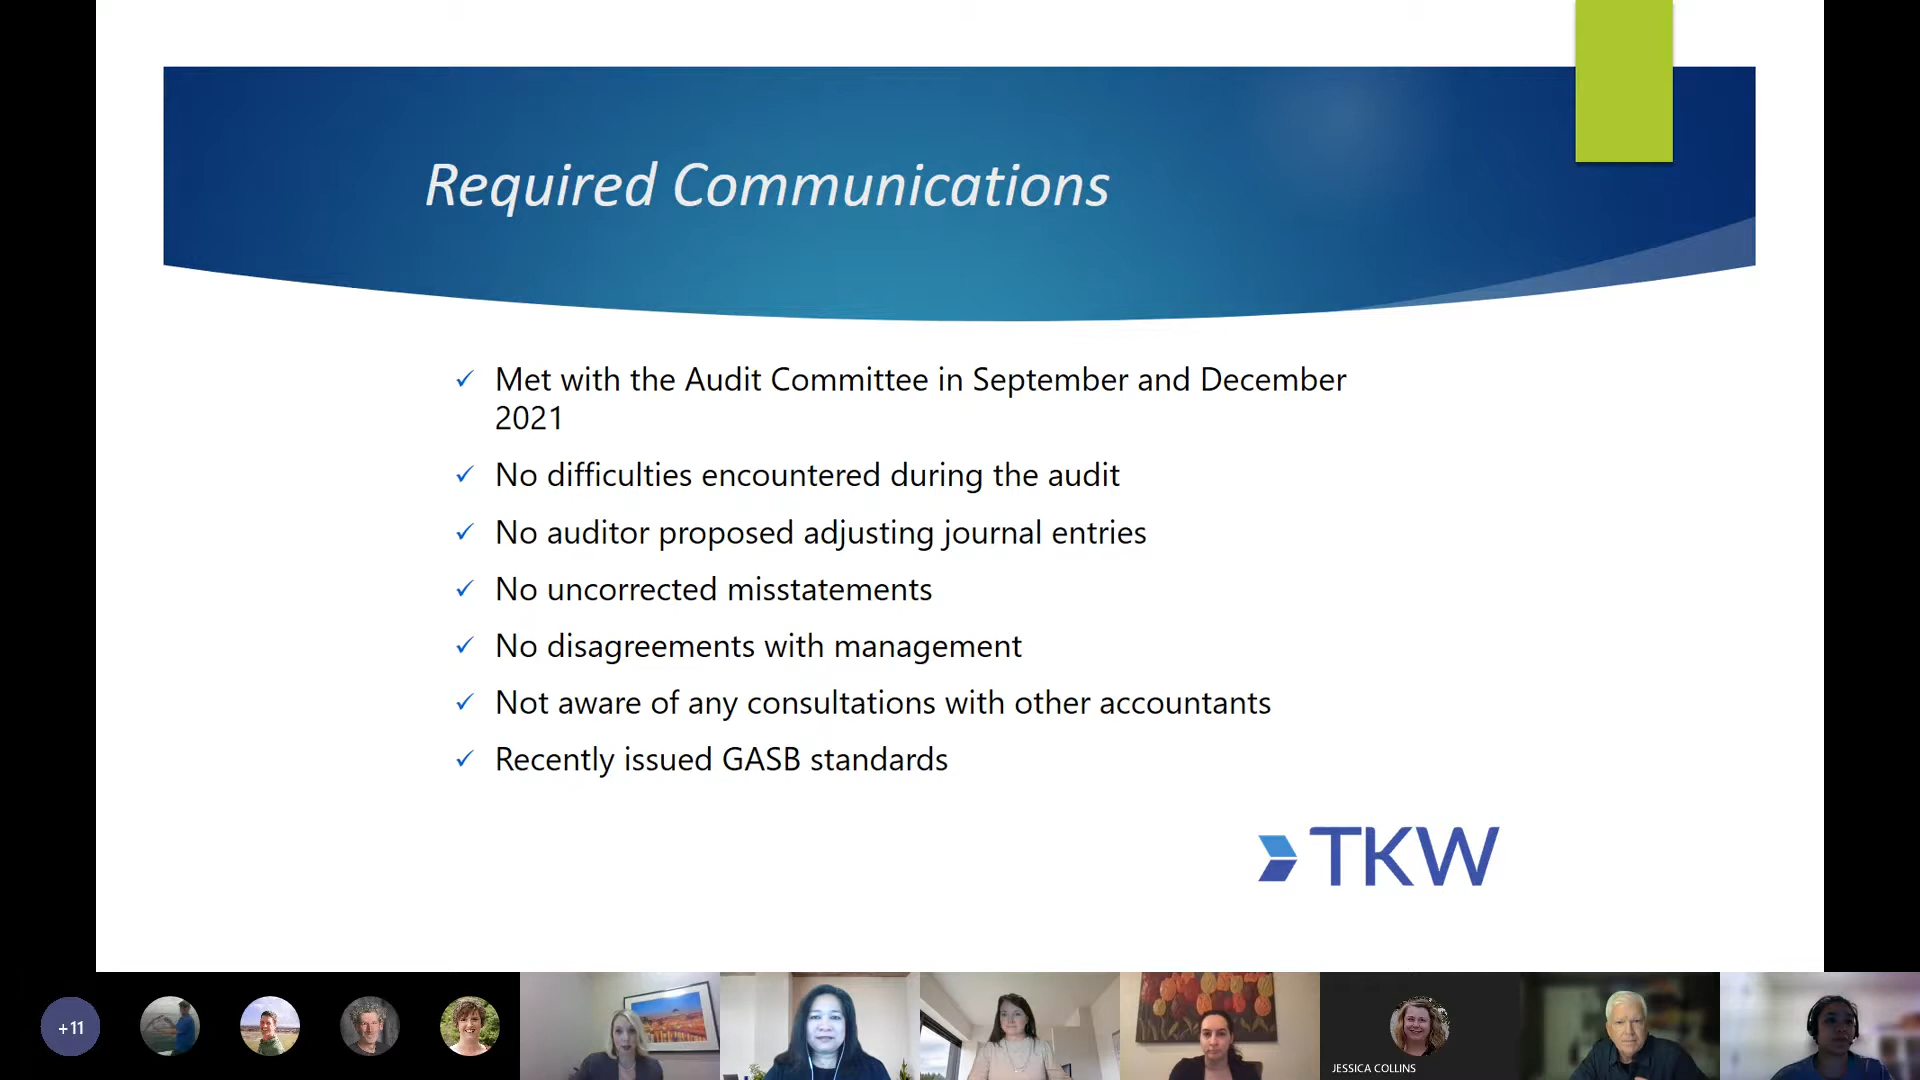 Required Communications
✓ Met with the Audit Committee in September and December
2021
✓ No difficulties encountered during the audit
✓ No auditor proposed adjusting journal entries
✓ No uncorrected misstatements
✓ No disagreements with management
✓ Not aware of any consultations with other accountants
✓ Recently issued GASB standards
TKW
+11
JESSICA COLLINS